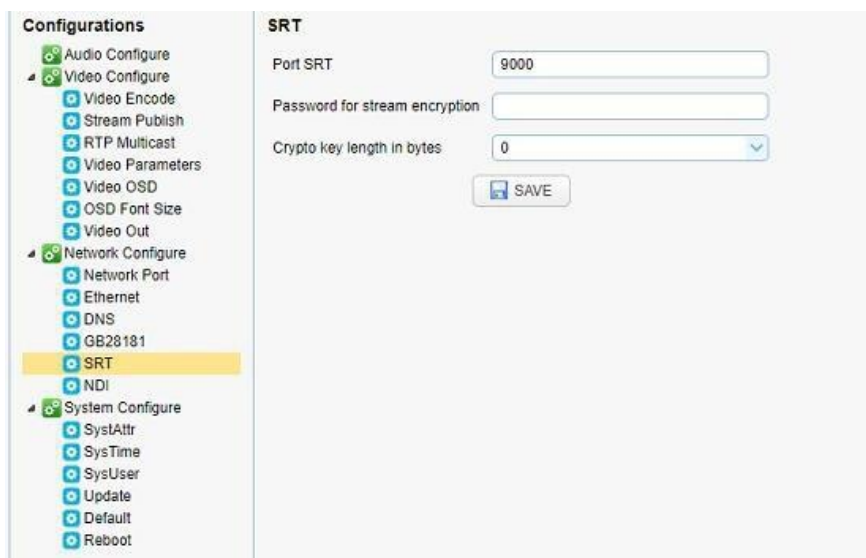 Configurations
Audio Configure
Video Configure
Video Encode
Stream Publish
RTP Multicast
Video Parameters
Video OSD
OSD Font Size
Video Out
Network Configure
Network Port
Ethernet
DNS
GB28181
SRT
NDI
System Configure
SystAttr
SysTime
SysUser
Update
Default
Reboot
SRT
Port SRT 9000
Password for stream encryption
Crypto key length in bytes 0
SAVE